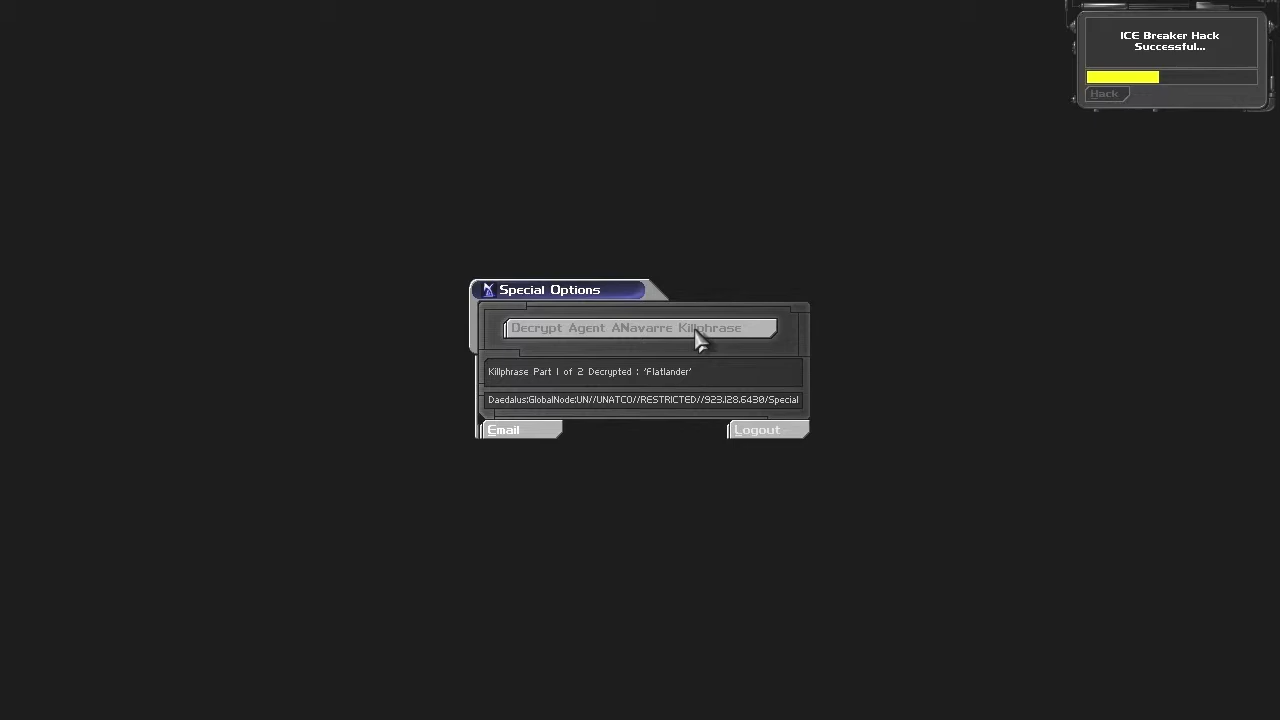 ICE Breaker Hack
Successful...
Hack
Special Options
Decrypt Agent ANavarre Killphrase
Killphrase Part 1 of 2 Decrypted : 'Flatlander'
Daedalus:GlobalNode:UN//UNATCO//RESTRICTED//923.128.6430/Special
Email
Logout